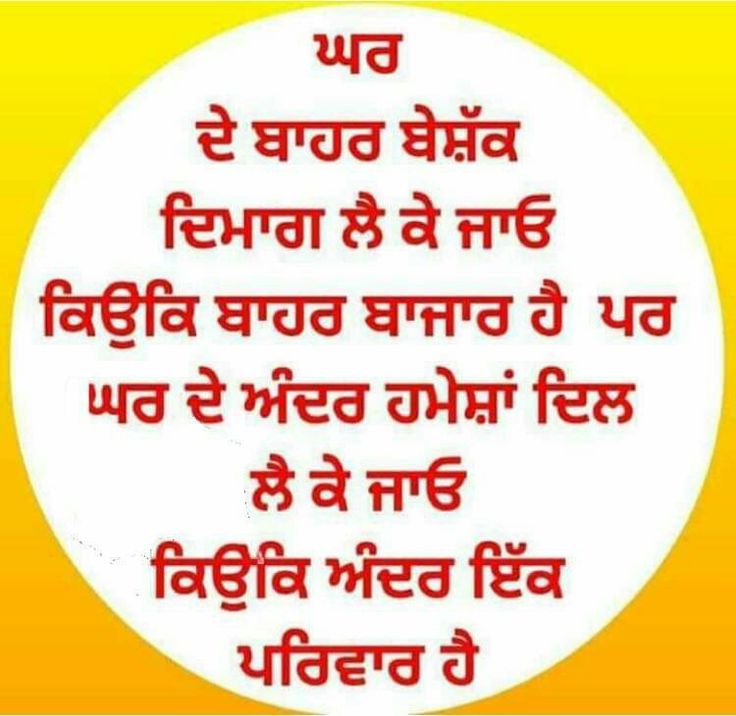 ਘਰ
ਦੇ ਬਾਹਰ ਬੇਸ਼ੱਕ
ਦਿਮਾਗ ਲੈ ਕੇ ਜਾਓ
ਕਿਉਂਕਿ ਬਾਹਰ ਬਾਜਾਰ ਹੈ ਪਰ
ਘਰ ਦੇ ਅੰਦਰ ਹਮੇਸ਼ਾਂ ਦਿਲ
ਲੈ ਕੇ ਜਾਓ
ਕਿਉਂਕਿ ਅੰਦਰ ਇੱਕ
ਪਰਿਵਾਰ ਹੈ